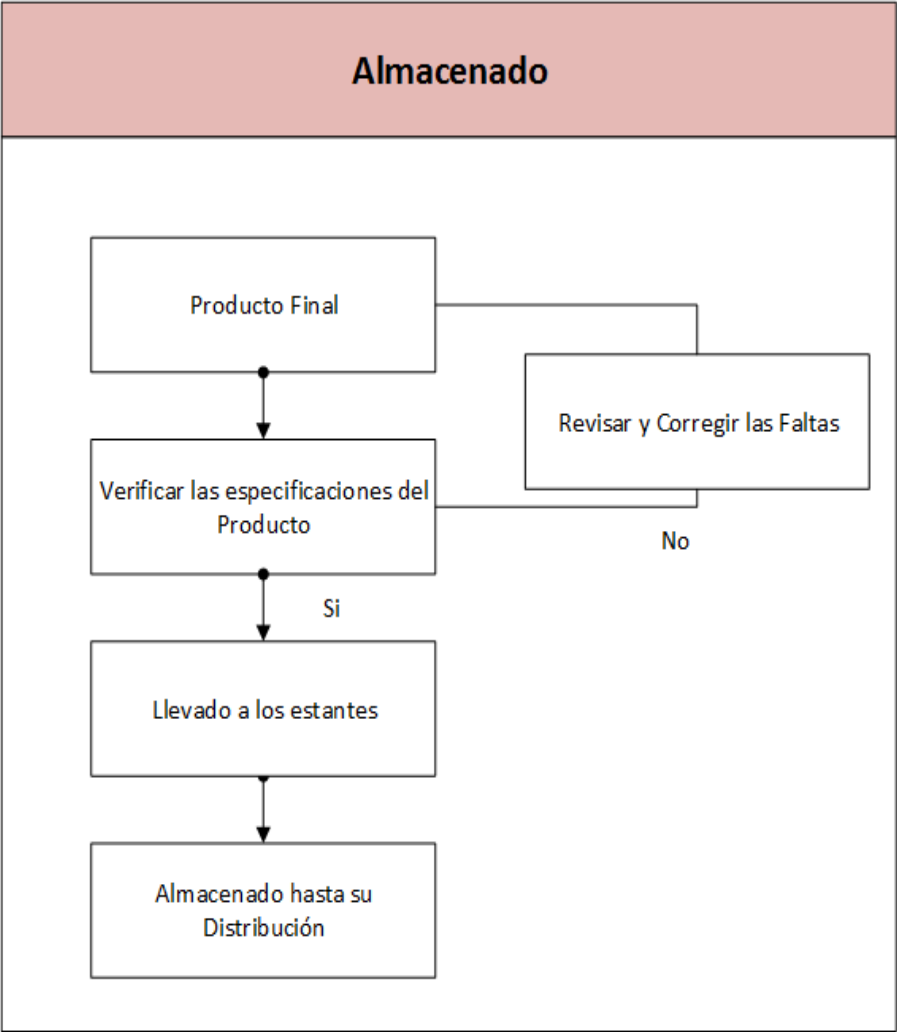 Almacenado
Producto Final
Revisar y Corregir las Faltas
Verificar las especificaciones del
Producto
No
Si
Llevado a los estantes
Almacenado hasta su
Distribución